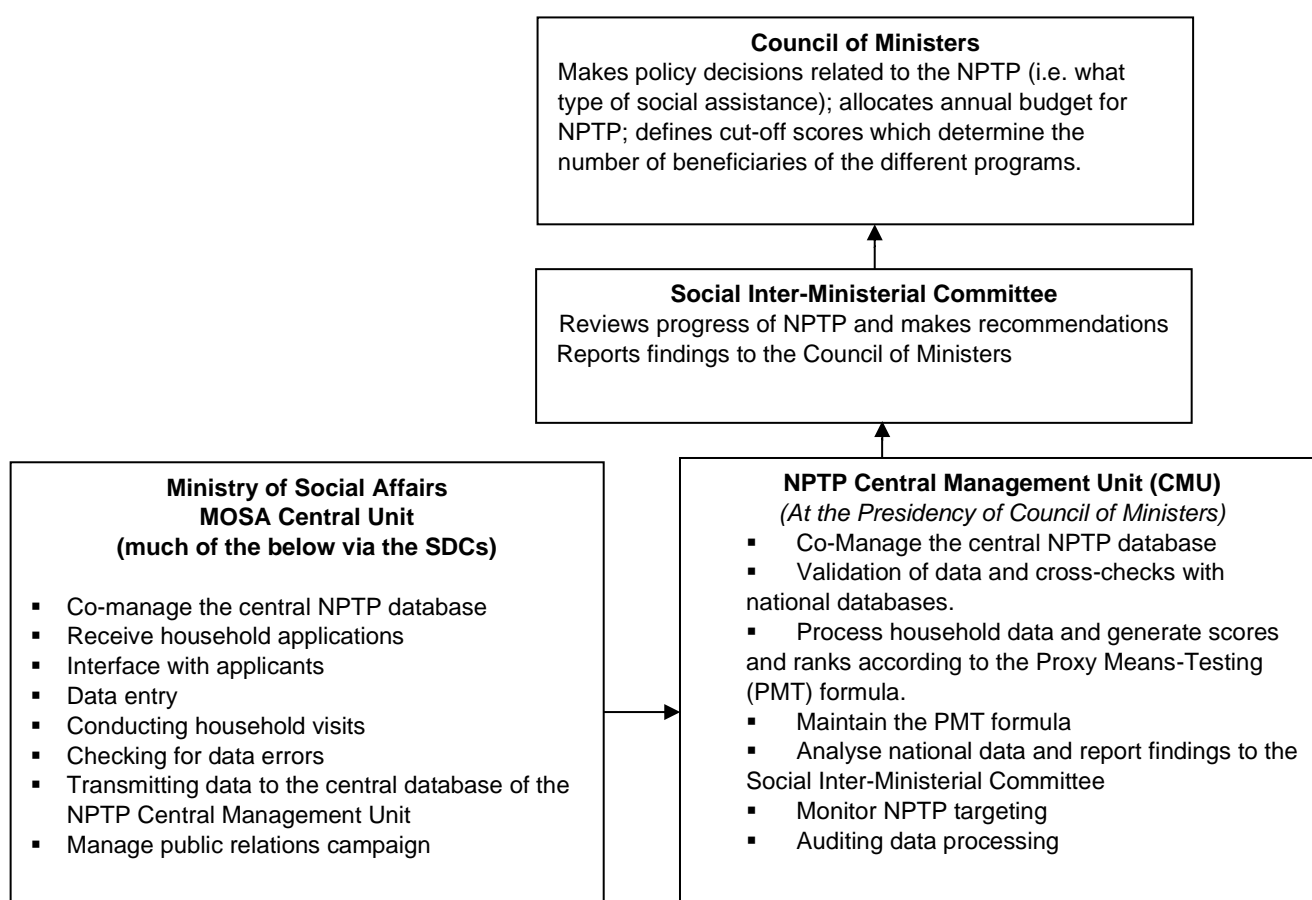 Council of Ministers
Makes policy decisions related to the NPTP (i.e. what
type of social assistance); allocates annual budget for
NPTP; defines cut-off scores which determine the
number of beneficiaries of the different programs.
Social Inter-Ministerial Committee
Reviews progress of NPTP and makes recommendations
Reports findings to the Council of Ministers
Ministry of Social Affairs
MOSA Central Unit
(much of the below via the SDCs)
▪ Co-manage the central NPTP database
▪ Receive household applications
▪ Interface with applicants
▪ Data entry
▪ Conducting household visits
▪ Checking for data errors
▪ Transmitting data to the central database of the
NPTP Central Management Unit
▪ Manage public relations campaign
NPTP Central Management Unit (CMU)
(At the Presidency of Council of Ministers)
▪ Co-Manage the central NPTP database
▪ Validation of data and cross-checks with
national databases.
▪ Process household data and generate scores
and ranks according to the Proxy Means-Testing
(PMT) formula.
▪ Maintain the PMT formula
▪ Analyse national data and report findings to the
Social Inter-Ministerial Committee
▪ Monitor NPTP targeting
▪ Auditing data processing